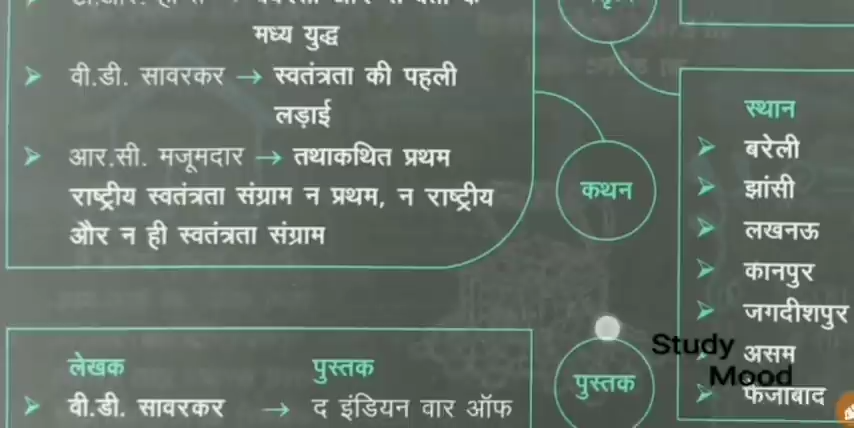 मध्य युद्ध
➤ वी.डी. सावरकर → स्वतंत्रता की पहली
लड़ाई
➤ आर.सी. मजूमदार → तथाकथित प्रथम
राष्ट्रीय स्वतंत्रता संग्राम न प्रथम, न राष्ट्रीय
और न ही स्वतंत्रता संग्राम
कथन
लेखक पुस्तक
➤ वी.डी. सावरकर → द इंडियन वार ऑफ
पुस्तक
स्थान
➤ बरेली
➤ झांसी
➤ लखनऊ
➤ कानपुर
➤ जगदीशपुर
➤ असम
➤ फैजाबाद
Study
Mood